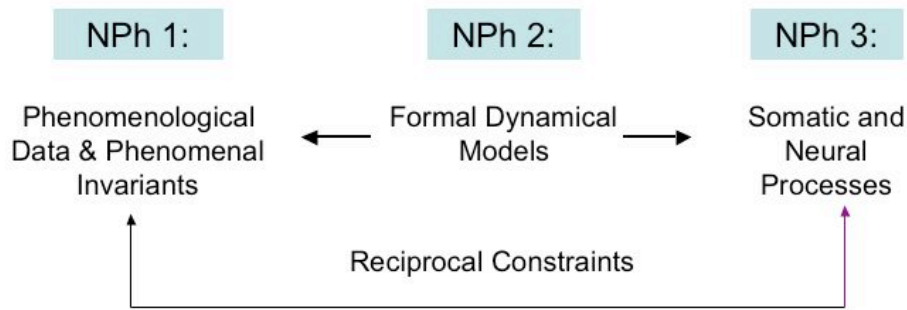 NPh 1:
NPh 2:
NPh 3:
Phenomenological
Data & Phenomenal
Invariants
Formal Dynamical
Models
Somatic and
Neural
Processes
Reciprocal Constraints